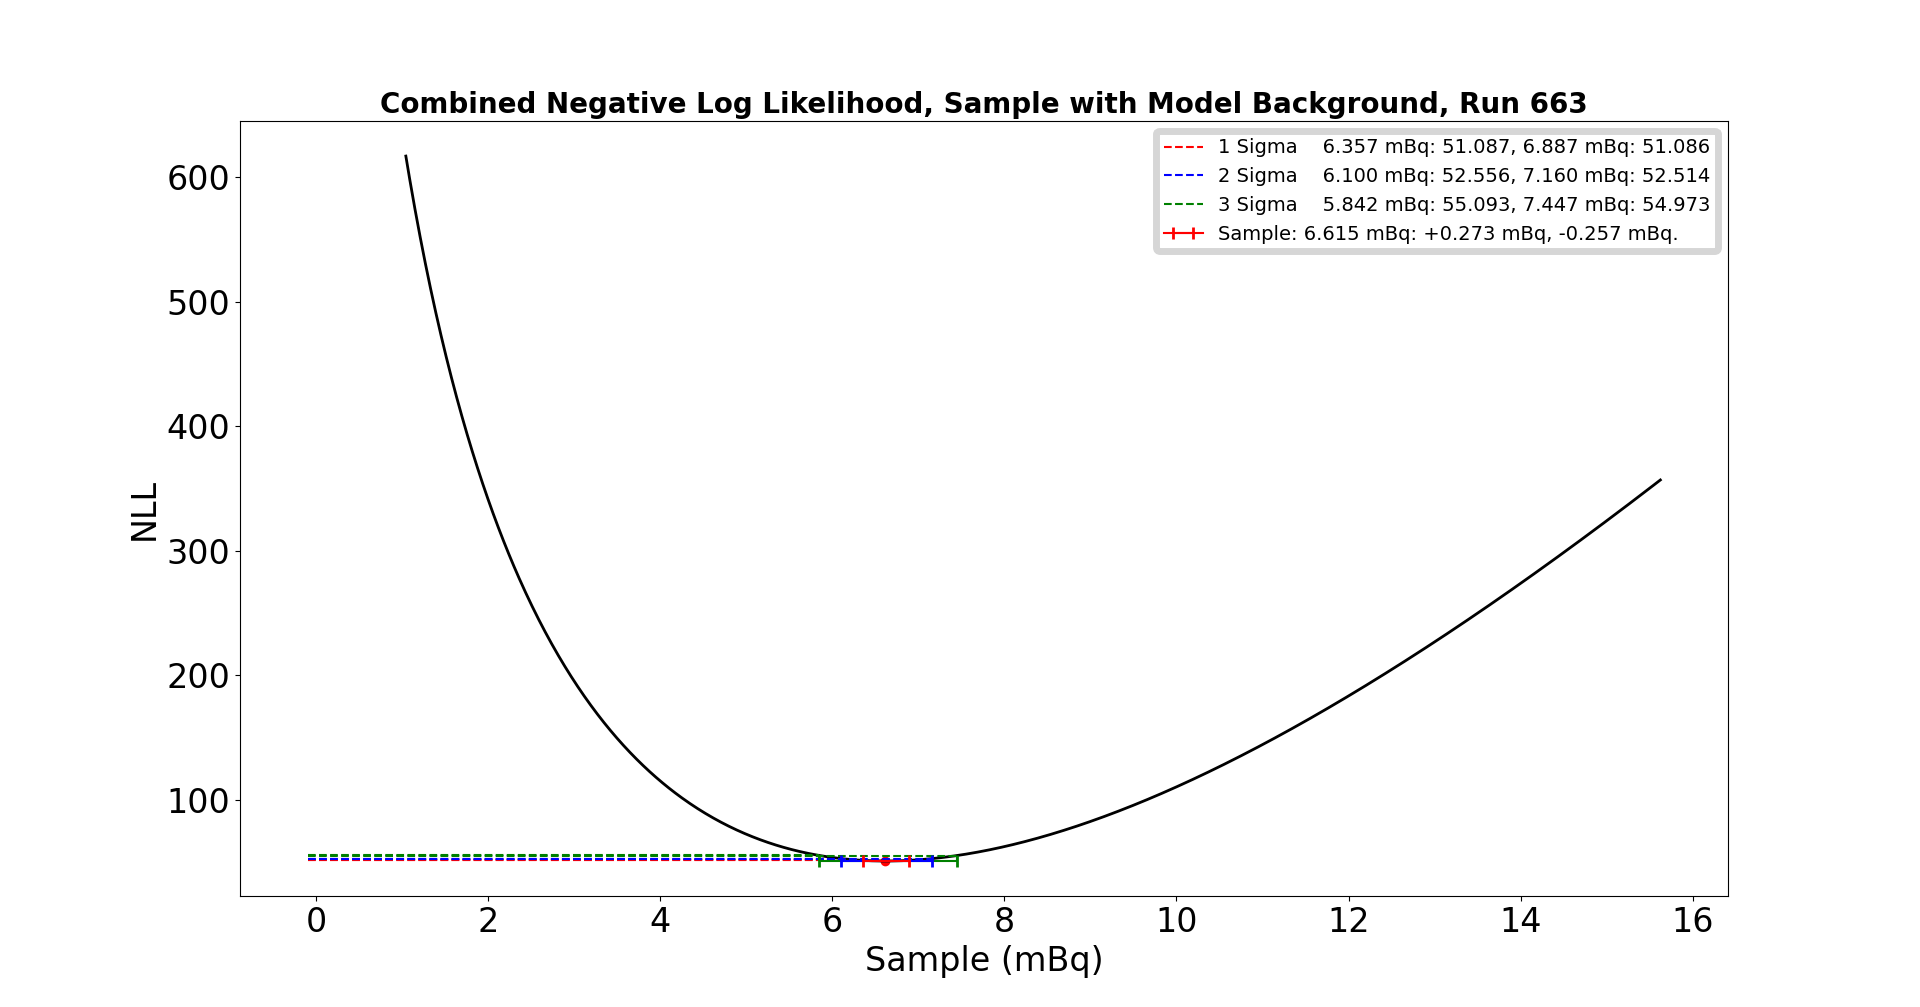 Combined Negative Log Likelihood, Sample with Model Background, Run 663
1 Sigma    6.357 mBq: 51.087, 6.887 mBq: 51.086
2 Sigma    6.100 mBq: 52.556, 7.160 mBq: 52.514
3 Sigma    5.842 mBq: 55.093, 7.447 mBq: 54.973
Sample: 6.615 mBq: +0.273 mBq, -0.257 mBq.
600
500
400
300
200
100
NLL
0 2 4 6 8 10 12 14 16
Sample (mBq)